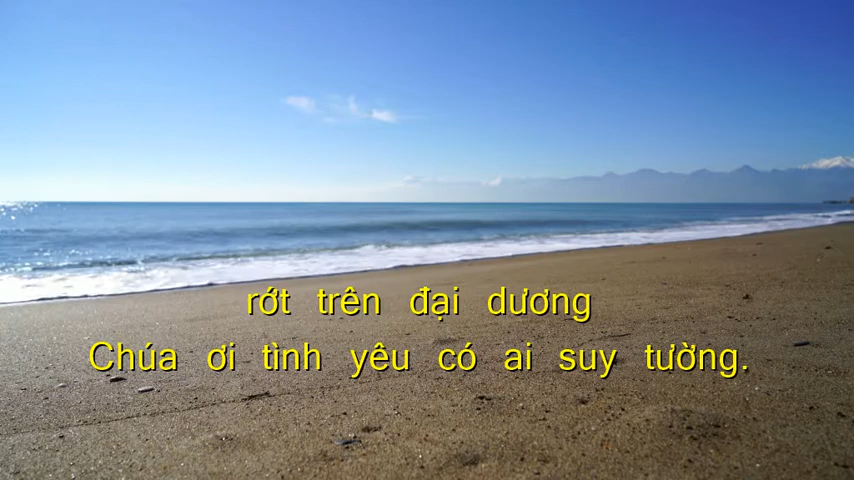 rớt trên đại dương
Chúa ơi tình yêu có ai suy tường.